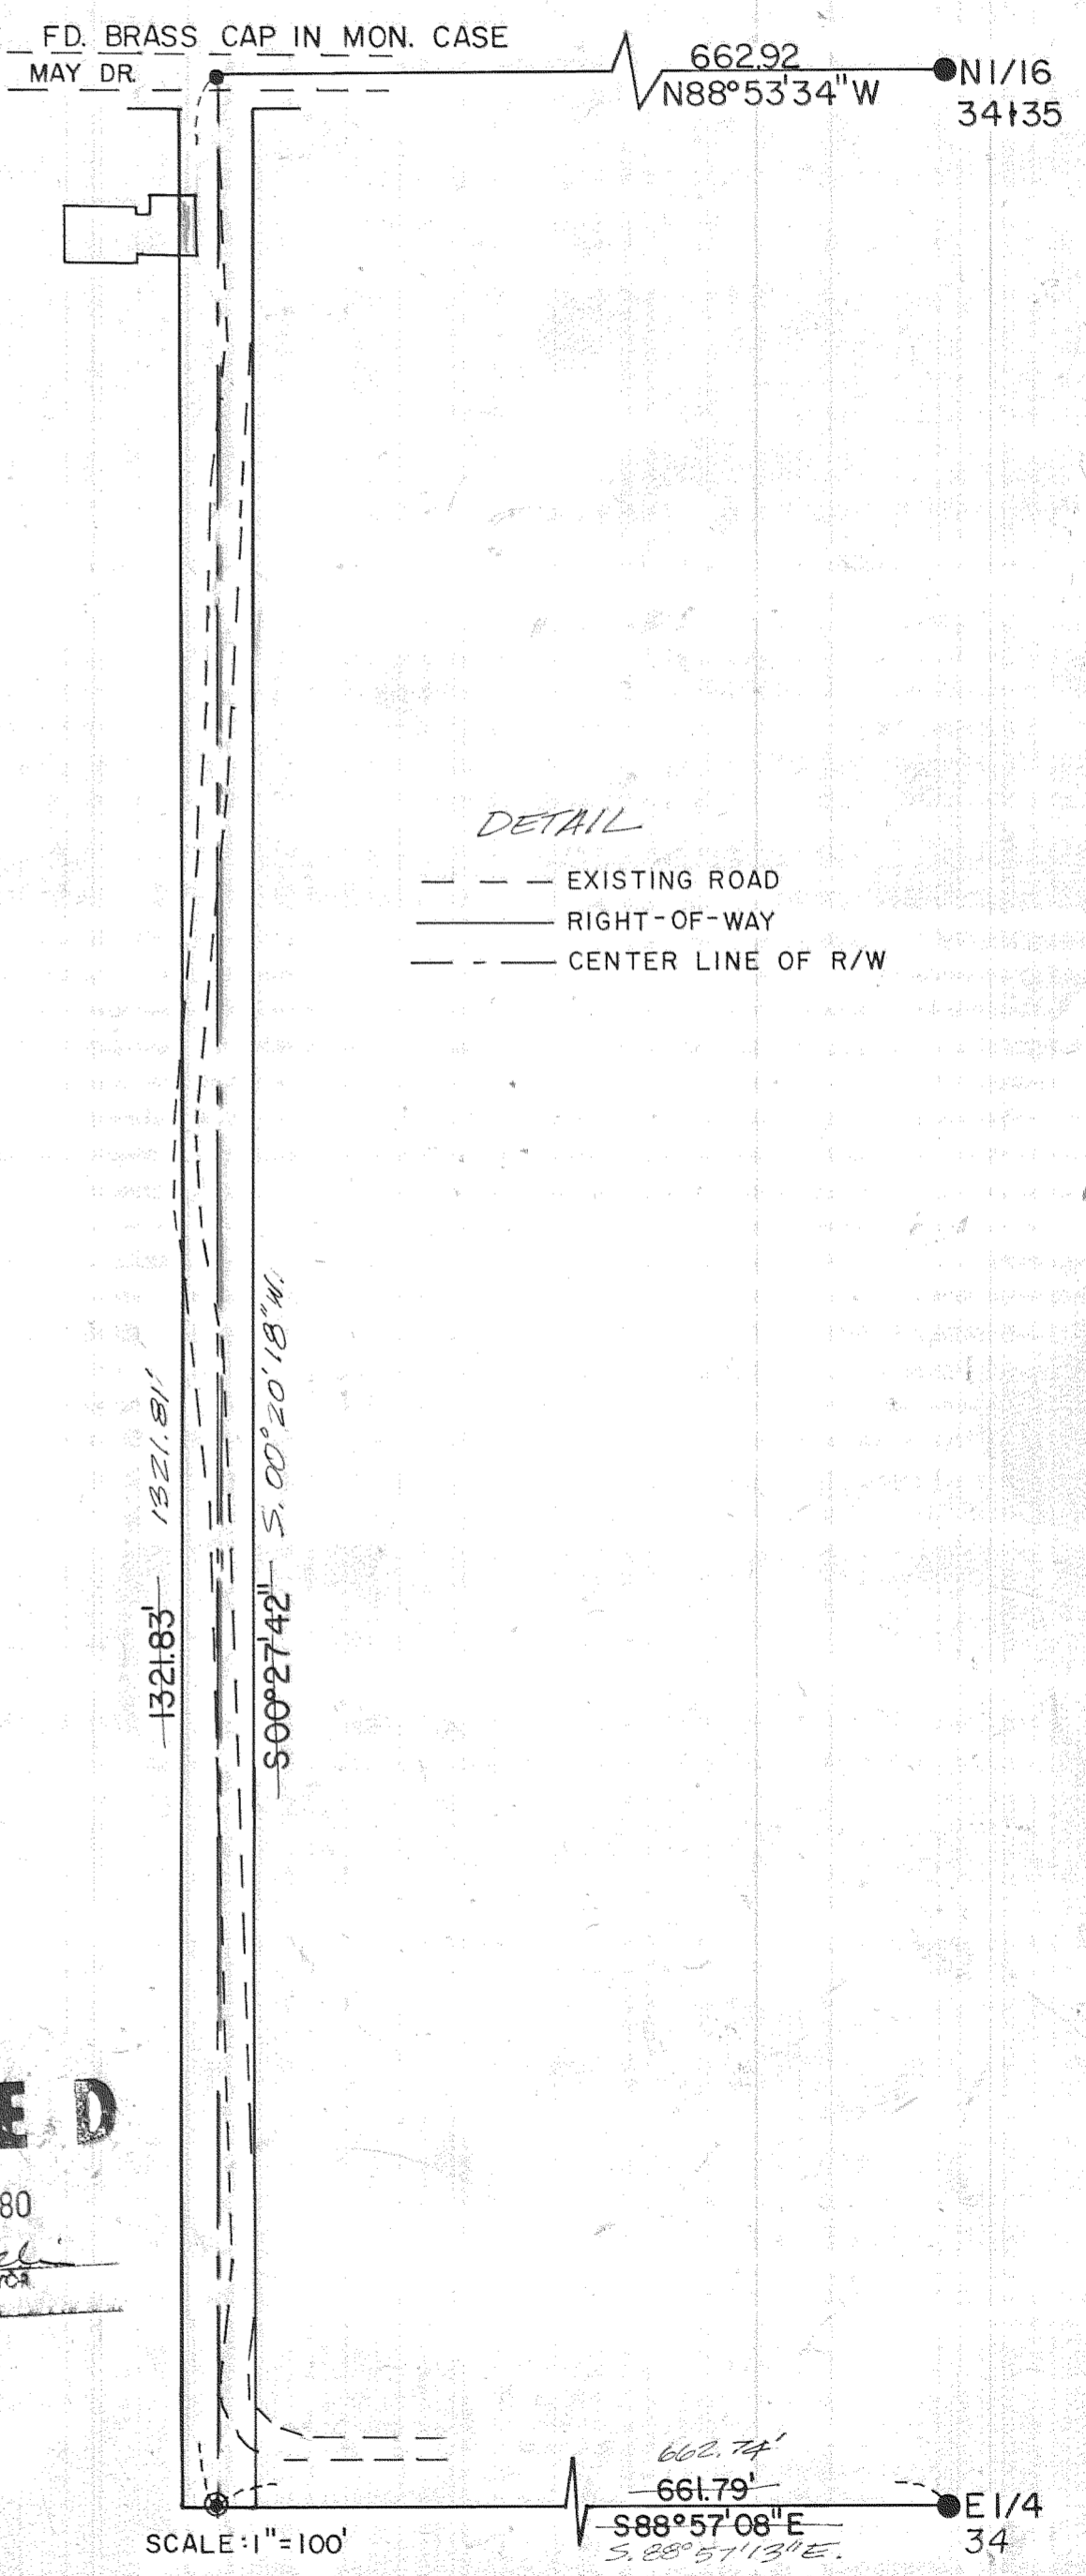 FD. BRASS CAP IN MON. CASE
MAY DR.
662.92
N88°53'34"W
N1/16
34 35
DETAIL
EXISTING ROAD
RIGHT-OF-WAY
CENTER LINE OF R/W
1321.81'
S. 00°20'18"W.
1321.83'
S00°27'42"
E D
80
662.74'
661.79'
S88°57'08"E
S. 88°57'13"E.
E1/4
34
SCALE: 1"=100'